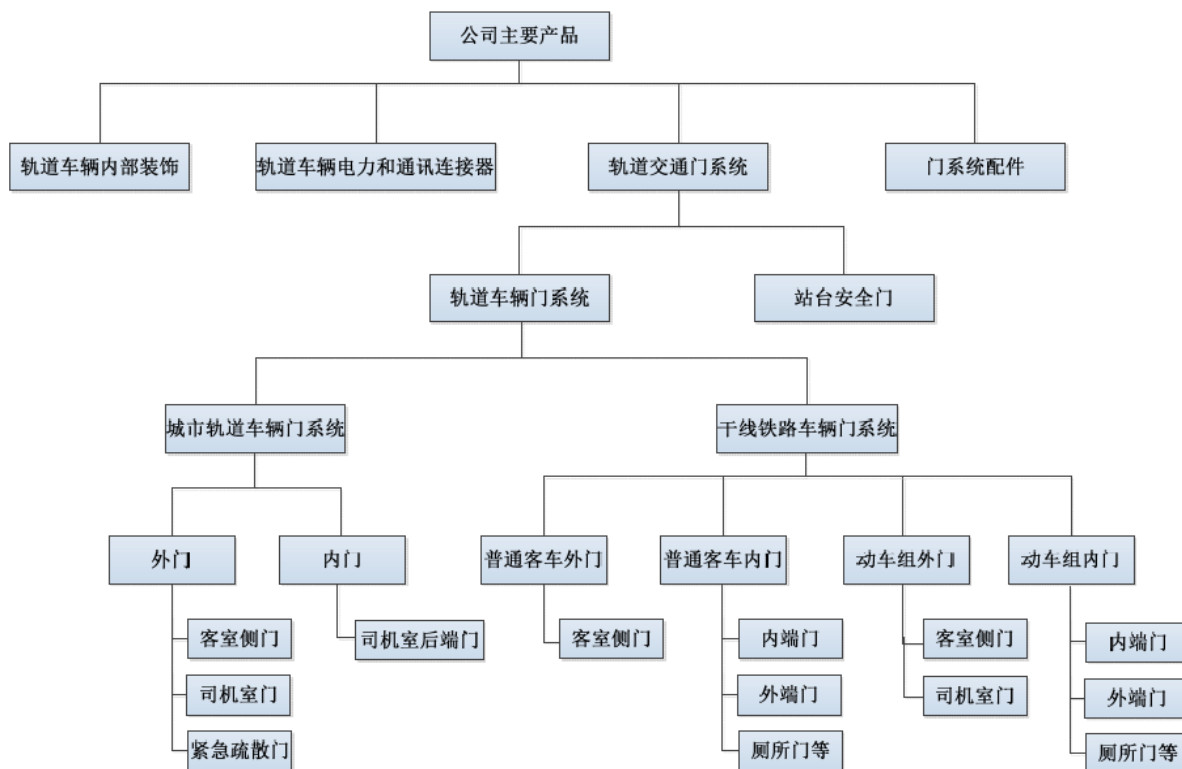 公司主要产品
轨道车辆内部装饰
轨道车辆电力和通讯连接器
轨道交通门系统
门系统配件
轨道车辆门系统
站台安全门
城市轨道车辆门系统
干线铁路车辆门系统
外门
内门
普通客车外门
普通客车内门
动车组外门
动车组内门
客室侧门
司机室后端门
客室侧门
内端门
客室侧门
内端门
司机室门
外端门
司机室门
外端门
紧急疏散门
厕所门等
厕所门等